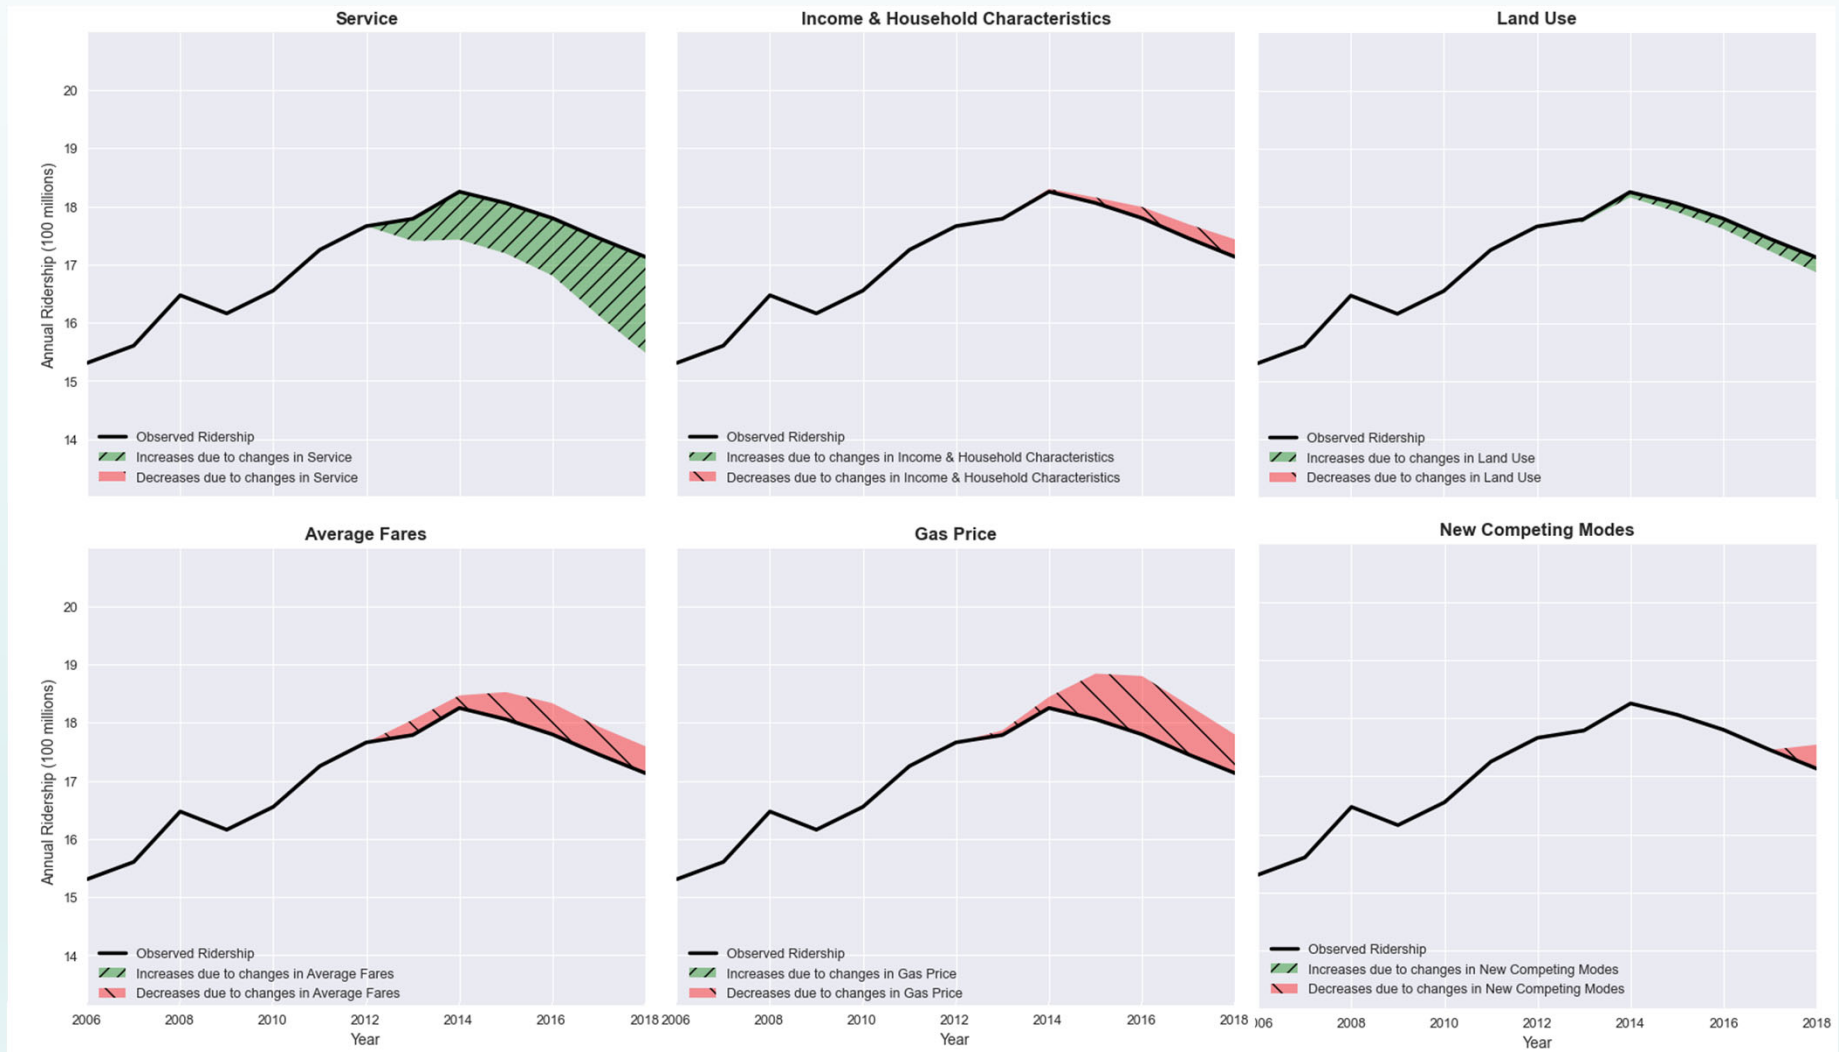 Service
Income & Household Characteristics
Land Use
20
19
18
17
16
15
14
Annual Ridership (100 millions)
Observed Ridership
Increases due to changes in Service
Decreases due to changes in Service
Observed Ridership
Increases due to changes in Income & Household Characteristics
Decreases due to changes in Income & Household Characteristics
Observed Ridership
Increases due to changes in Land Use
Decreases due to changes in Land Use
Average Fares
Gas Price
New Competing Modes
20
19
18
17
16
15
14
Annual Ridership (100 millions)
Observed Ridership
Increases due to changes in Average Fares
Decreases due to changes in Average Fares
2006 2008 2010 2012 2014 2016 2018
Year
Observed Ridership
Increases due to changes in Gas Price
Decreases due to changes in Gas Price
2006 2008 2010 2012 2014 2016 2018
Year
Observed Ridership
Increases due to changes in New Competing Modes
Decreases due to changes in New Competing Modes
06 2008 2010 2012 2014 2016 2018
Year